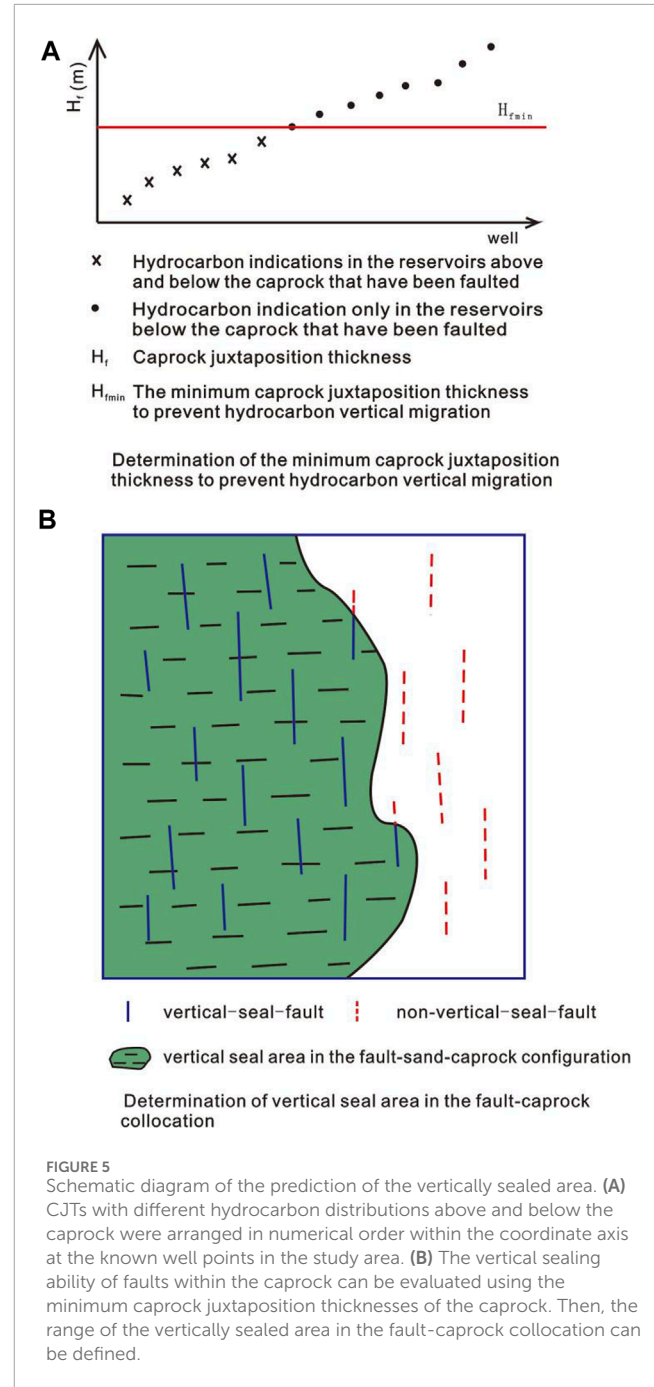 A
H_f (m)
H_fmin
well
x Hydrocarbon indications in the reservoirs above
and below the caprock that have been faulted
• Hydrocarbon indication only in the reservoirs
below the caprock that have been faulted
H_f Caprock juxtaposition thickness
H_fmin The minimum caprock juxtaposition thickness
to prevent hydrocarbon vertical migration
Determination of the minimum caprock juxtaposition
thickness to prevent hydrocarbon vertical migration
B
vertical-seal-fault non-vertical-seal-fault
vertical seal area in the fault-sand-caprock configuration
Determination of vertical seal area in the fault-caprock
collocation
FIGURE 5
Schematic diagram of the prediction of the vertically sealed area. (A)
CJTs with different hydrocarbon distributions above and below the
caprock were arranged in numerical order within the coordinate axis
at the known well points in the study area. (B) The vertical sealing
ability of faults within the caprock can be evaluated using the
minimum caprock juxtaposition thicknesses of the caprock. Then, the
range of the vertically sealed area in the fault-caprock collocation can
be defined.